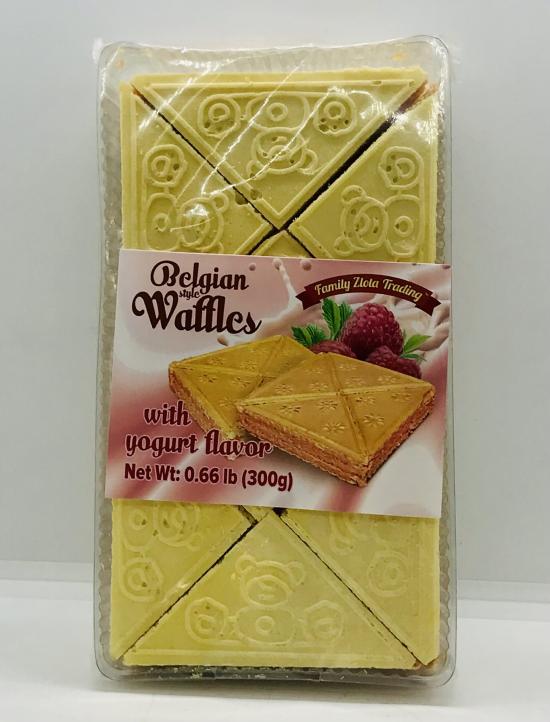 Belgian
style
Waffles
Family Zlota Trading
with
yogurt flavor
Net Wt: 0.66 lb (300g)